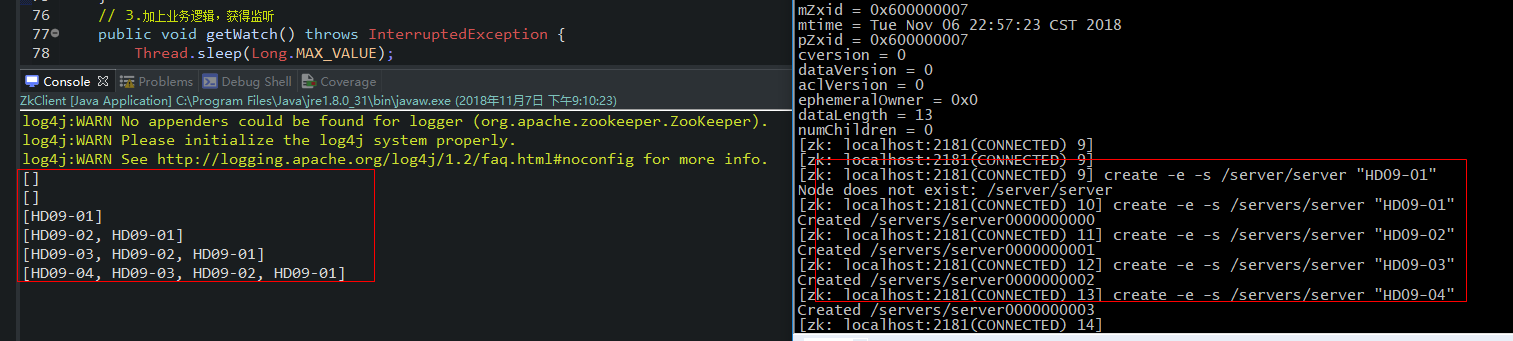 76 // 3.加上业务逻辑，获得监听
77 public void getWatch() throws InterruptedException {
78 Thread.sleep(Long.MAX_VALUE);
Console Problems Debug Shell Coverage
ZkClient [Java Application] C:\Program Files\Java\jre1.8.0_31\bin\javaw.exe (2018年11月7日 下午9:10:23)
log4j:WARN No appenders could be found for logger (org.apache.zookeeper.ZooKeeper).
log4j:WARN Please initialize the log4j system properly.
log4j:WARN See http://logging.apache.org/log4j/1.2/faq.html#noconfig for more info.
[]
[]
[HD09-01]
[HD09-02, HD09-01]
[HD09-03, HD09-02, HD09-01]
[HD09-04, HD09-03, HD09-02, HD09-01]
mZxid = 0x600000007
mtime = Tue Nov 06 22:57:23 CST 2018
pZxid = 0x600000007
cversion = 0
dataVersion = 0
aclVersion = 0
ephemeralOwner = 0x0
dataLength = 13
numChildren = 0
[zk: localhost:2181(CONNECTED) 9]
[zk: localhost:2181(CONNECTED) 9]
[zk: localhost:2181(CONNECTED) 9] create -e -s /server/server "HD09-01"
Node does not exist: /server/server
[zk: localhost:2181(CONNECTED) 10] create -e -s /servers/server "HD09-01"
Created /servers/server0000000000
[zk: localhost:2181(CONNECTED) 11] create -e -s /servers/server "HD09-02"
Created /servers/server0000000001
[zk: localhost:2181(CONNECTED) 12] create -e -s /servers/server "HD09-03"
Created /servers/server0000000002
[zk: localhost:2181(CONNECTED) 13] create -e -s /servers/server "HD09-04"
Created /servers/server0000000003
[zk: localhost:2181(CONNECTED) 14]